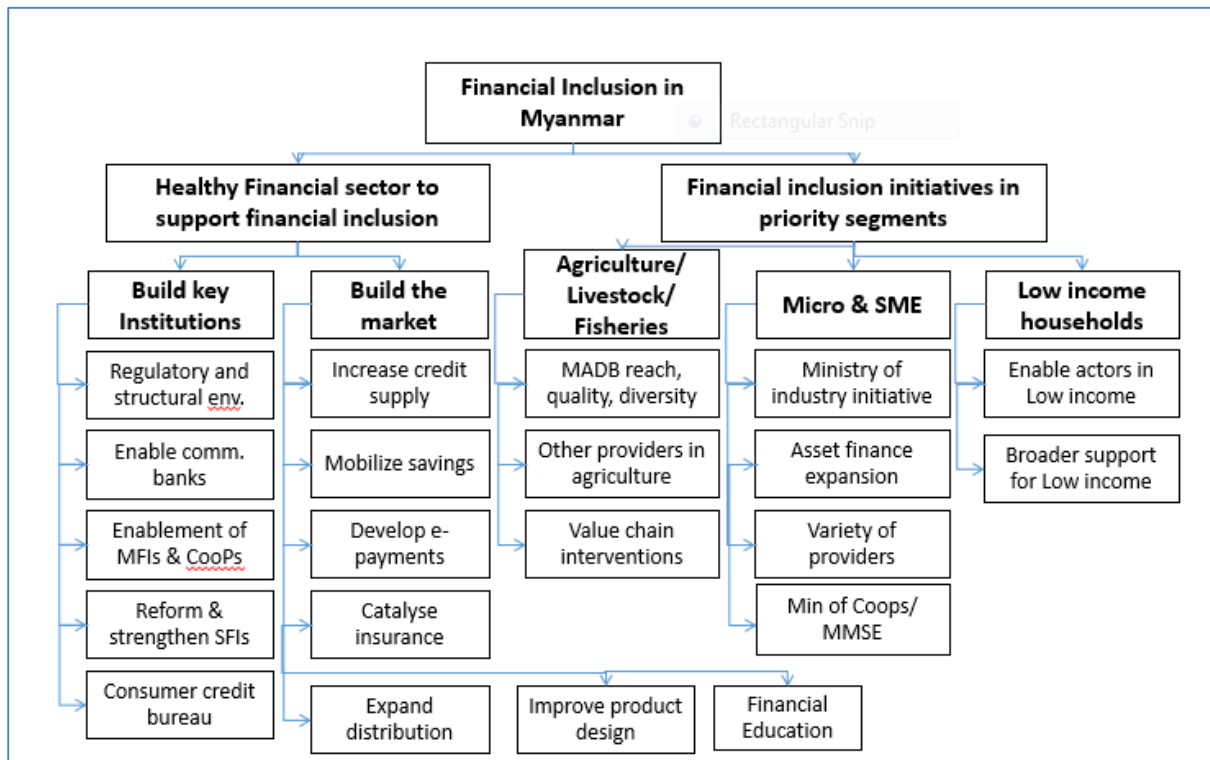 Financial Inclusion in
Myanmar
Rectangular Snip
Healthy Financial sector to
support financial inclusion
Financial inclusion initiatives in
priority segments
Build key
Institutions
Build the
market
Agriculture/
Livestock/
Fisheries
Micro & SME
Low income
households
Regulatory and
structural env.
Increase credit
supply
MADB reach,
quality, diversity
Ministry of
industry initiative
Enable actors in
Low income
Enable comm.
banks
Mobilize savings
Other providers in
agriculture
Asset finance
expansion
Broader support
for Low income
Enablement of
MFIs & CooPs
Develop e-
payments
Value chain
interventions
Variety of
providers
Reform &
strengthen SFIs
Catalyse
insurance
Min of Coops/
MMSE
Consumer credit
bureau
Expand
distribution
Improve product
design
Financial
Education